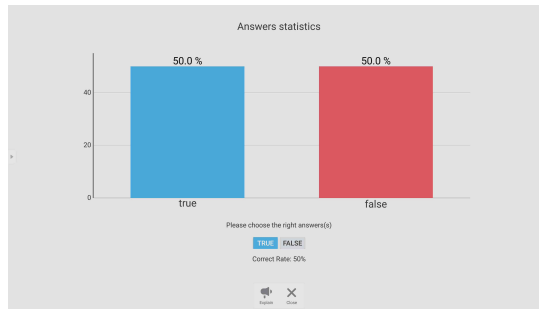 Answers statistics
50.0 % 50.0 %
40
20
0
true false
Please choose the right answers(s)
TRUE FALSE
Correct Rate: 50%
Explain Close